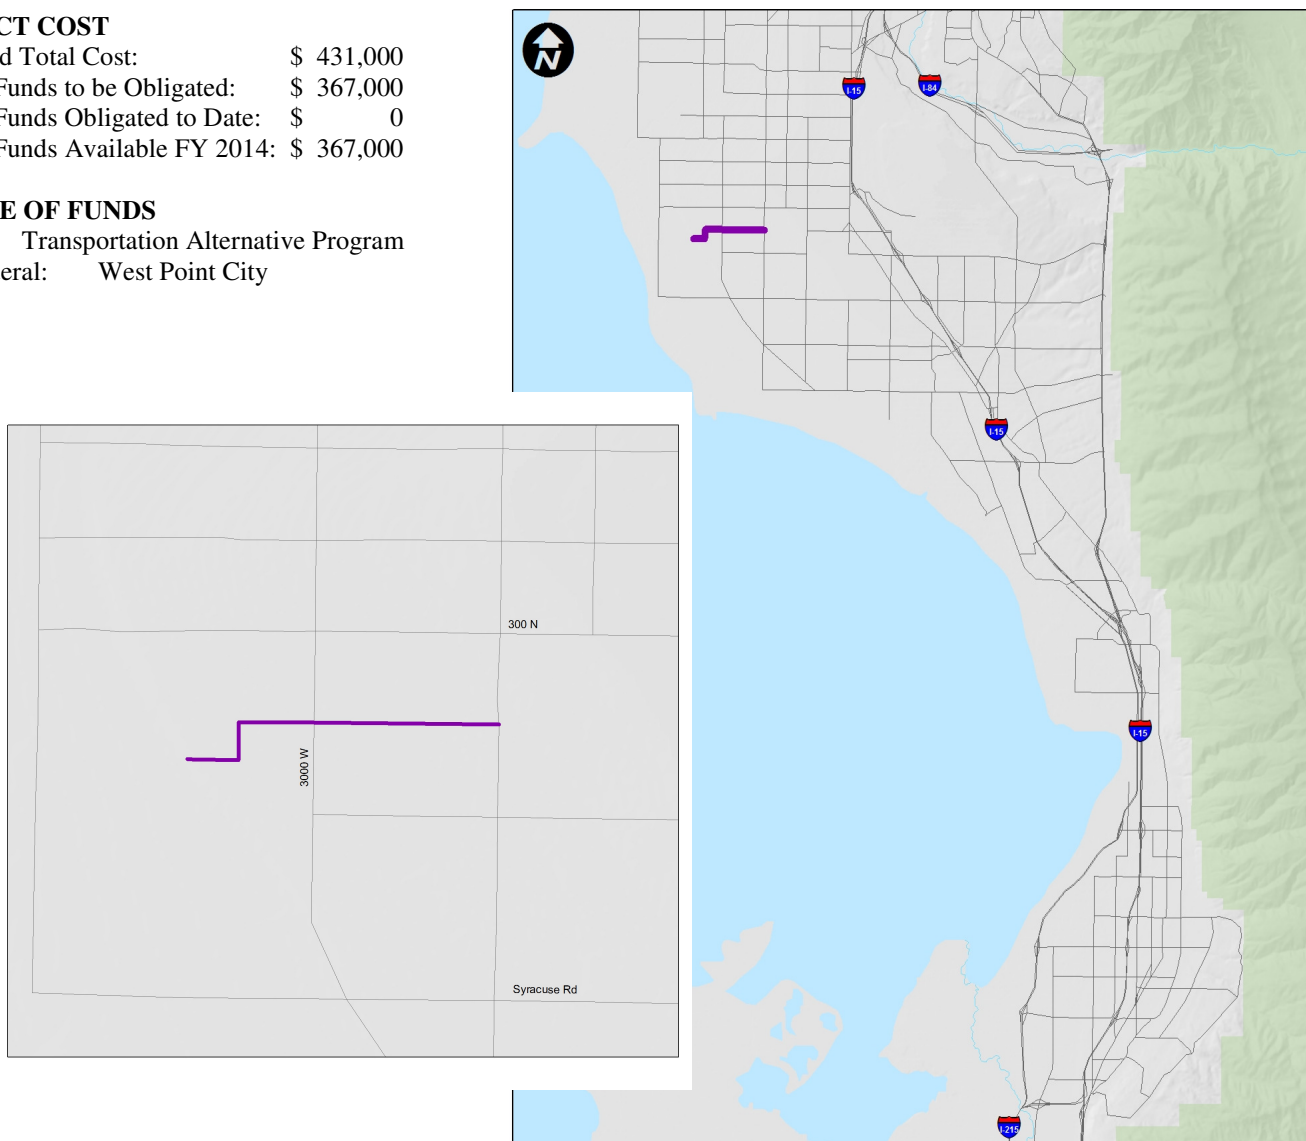 CT COST
d Total Cost: $ 431,000
Funds to be Obligated: $ 367,000
Funds Obligated to Date: $ 0
Funds Available FY 2014: $ 367,000
E OF FUNDS
Transportation Alternative Program
eral: West Point City
N
I-15
I-84
I-15
300 N
3000 W
I-15
Syracuse Rd
I-215